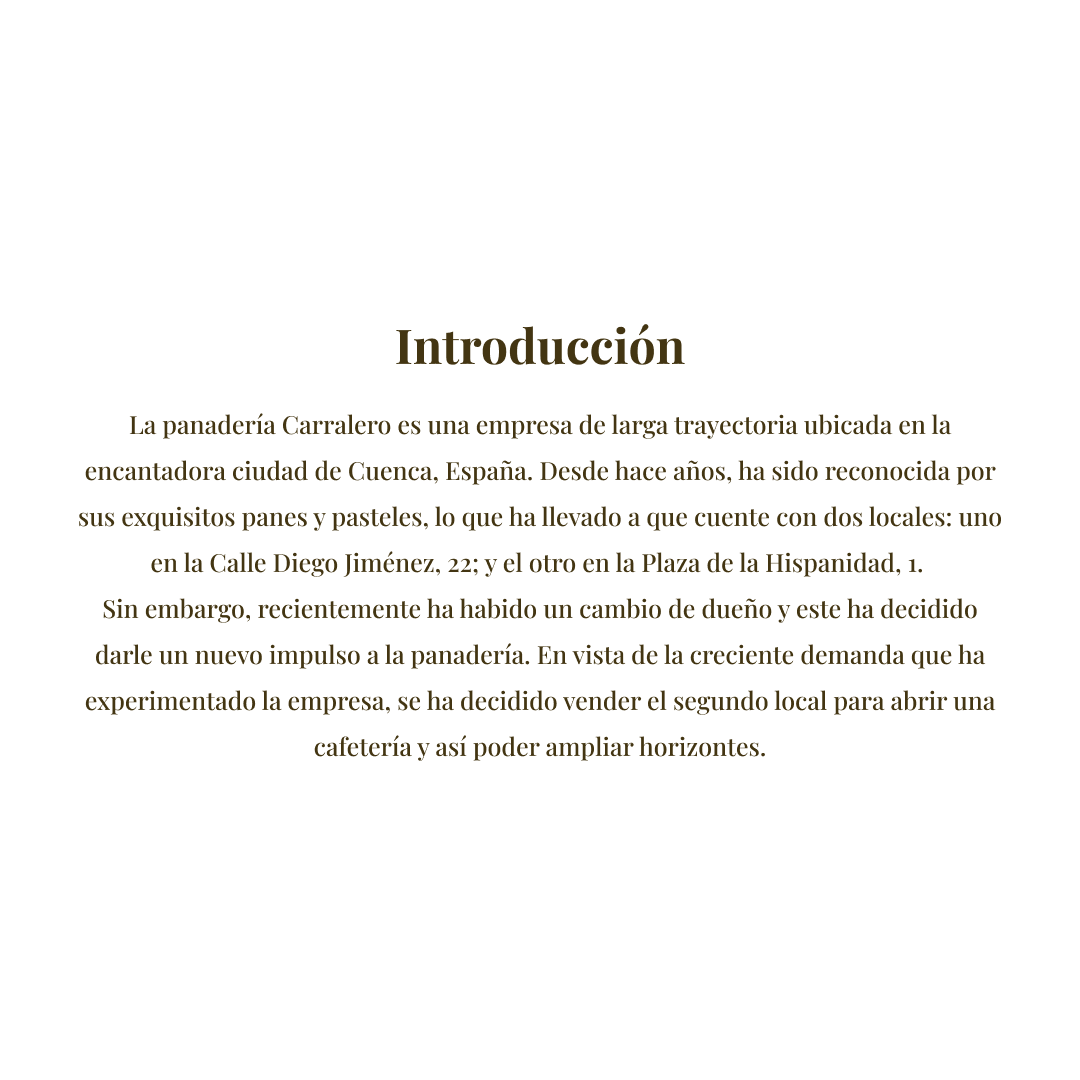 Introducción
La panadería Carralero es una empresa de larga trayectoria ubicada en la
encantadora ciudad de Cuenca, España. Desde hace años, ha sido reconocida por
sus exquisitos panes y pasteles, lo que ha llevado a que cuente con dos locales: uno
en la Calle Diego Jiménez, 22; y el otro en la Plaza de la Hispanidad, 1.
Sin embargo, recientemente ha habido un cambio de dueño y este ha decidido
darle un nuevo impulso a la panadería. En vista de la creciente demanda que ha
experimentado la empresa, se ha decidido vender el segundo local para abrir una
cafetería y así poder ampliar horizontes.